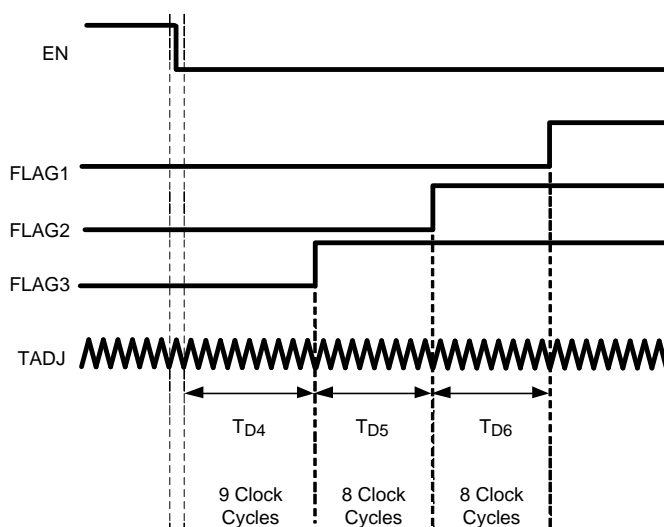 EN
FLAG1
FLAG2
FLAG3
TADJ
TD4
TD5
TD6
9 Clock
Cycles
8 Clock
Cycles
8 Clock
Cycles